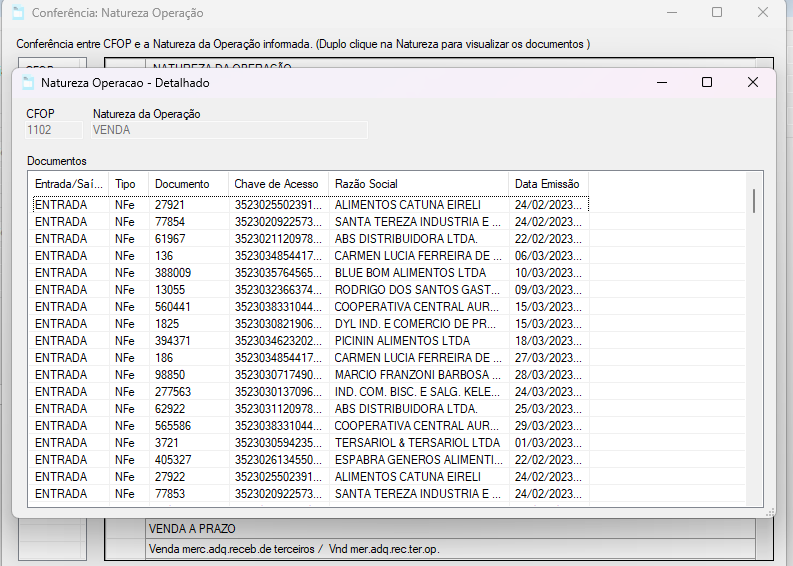 Conferência: Natureza Operação
Conferência entre CFOP e a Natureza da Operação informada. (Duplo clique na Natureza para visualizar os documentos )
CFOP NATUREZA DA OPERAÇÃO
Natureza Operacao - Detalhado
CFOP Natureza da Operação
1102 VENDA
Documentos
Entrada/Saí... Tipo Documento Chave de Acesso Razão Social Data Emissão
ENTRADA NFe 27921 3523025502391... ALIMENTOS CATUNA EIRELI 24/02/2023...
ENTRADA NFe 77854 3523020922573... SANTA TEREZA INDUSTRIA E ... 24/02/2023...
ENTRADA NFe 61967 3523021120978... ABS DISTRIBUIDORA LTDA. 22/02/2023...
ENTRADA NFe 136 3523034854417... CARMEN LUCIA FERREIRA DE ... 06/03/2023...
ENTRADA NFe 388009 3523035764565... BLUE BOM ALIMENTOS LTDA 10/03/2023...
ENTRADA NFe 13055 3523032366374... RODRIGO DOS SANTOS GAST... 09/03/2023...
ENTRADA NFe 560441 3523038331044... COOPERATIVA CENTRAL AUR... 15/03/2023...
ENTRADA NFe 1825 3523030821906... DYL IND. E COMERCIO DE PR... 15/03/2023...
ENTRADA NFe 394371 3523034623202... PICININ ALIMENTOS LTDA 18/03/2023...
ENTRADA NFe 186 3523034854417... CARMEN LUCIA FERREIRA DE ... 27/03/2023...
ENTRADA NFe 98850 3523030717490... MARCIO FRANZONI BARBOSA ... 28/03/2023...
ENTRADA NFe 277563 3523030137096... IND. COM. BISC. E SALG. KELE... 24/03/2023...
ENTRADA NFe 62922 3523031120978... ABS DISTRIBUIDORA LTDA. 25/03/2023...
ENTRADA NFe 565586 3523038331044... COOPERATIVA CENTRAL AUR... 29/03/2023...
ENTRADA NFe 3721 3523030594235... TERSARIOL & TERSARIOL LTDA 01/03/2023...
ENTRADA NFe 405327 3523026134550... ESPABRA GENEROS ALIMENTI... 22/02/2023...
ENTRADA NFe 27922 3523025502391... ALIMENTOS CATUNA EIRELI 24/02/2023...
ENTRADA NFe 77853 3523020922573... SANTA TEREZA INDUSTRIA E ... 24/02/2023...
VENDA A PRAZO
Venda merc.adq.receb.de terceiros / Vnd mer.adq.rec.ter.op.